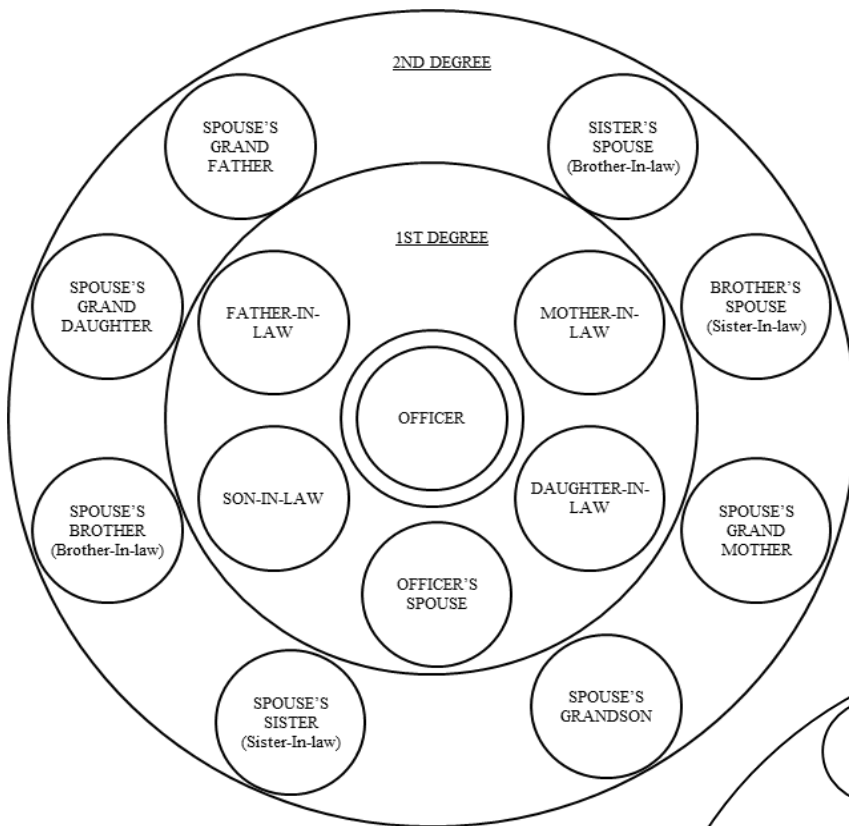 2ND DEGREE
SPOUSE'S
GRAND
FATHER
SISTER'S
SPOUSE
(Brother-In-law)
1ST DEGREE
SPOUSE'S
GRAND
DAUGHTER
FATHER-IN-
LAW
MOTHER-IN-
LAW
BROTHER'S
SPOUSE
(Sister-In-law)
OFFICER
SPOUSE'S
BROTHER
(Brother-In-law)
SON-IN-LAW
DAUGHTER-IN-
LAW
SPOUSE'S
GRAND
MOTHER
OFFICER'S
SPOUSE
SPOUSE'S
SISTER
(Sister-In-law)
SPOUSE'S
GRANDSON